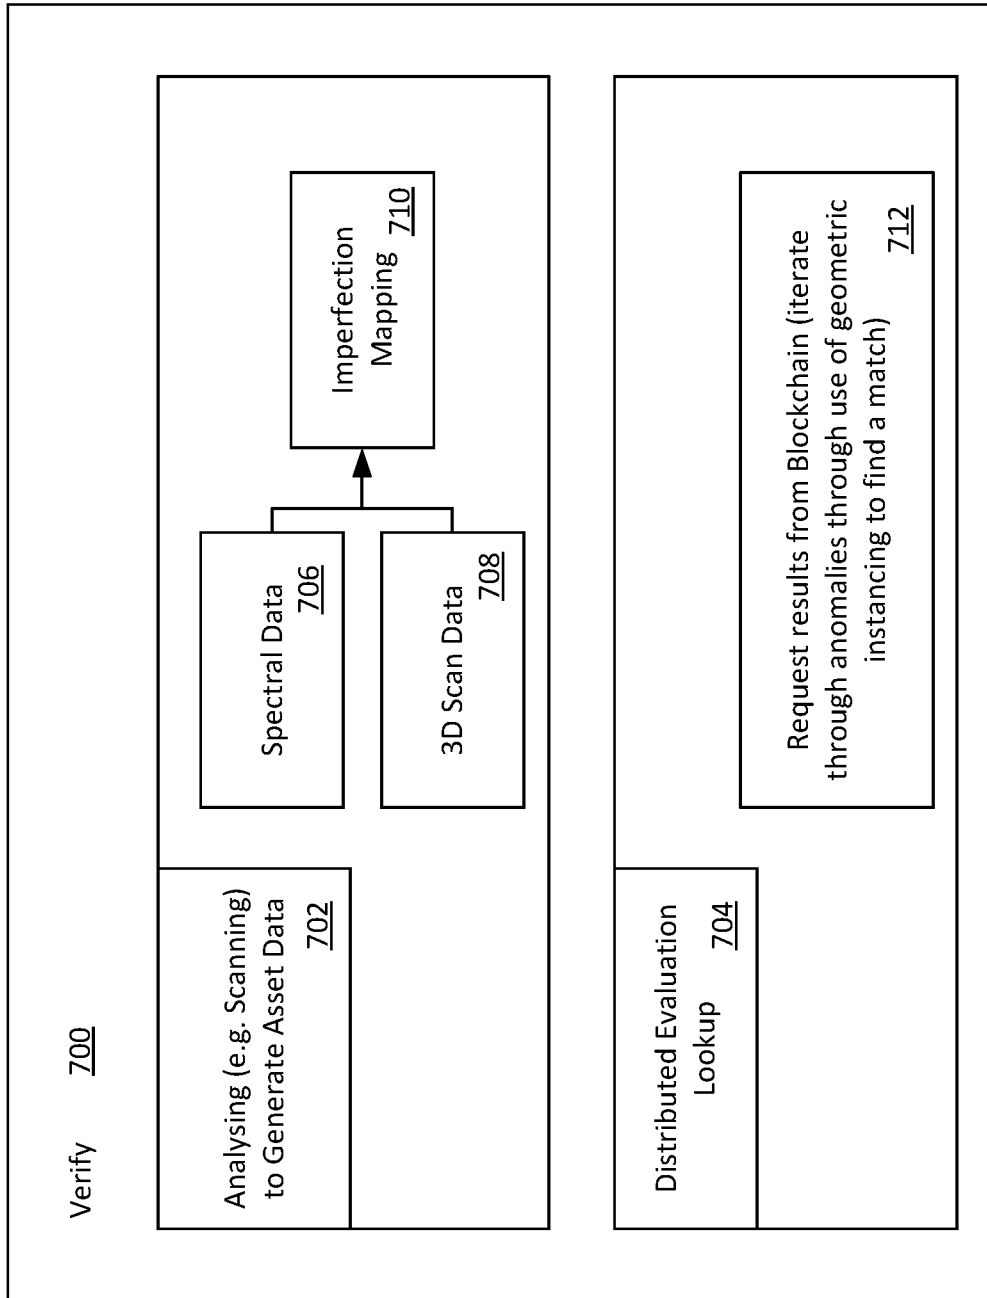 Verify 700
Analysing (e.g. Scanning)
to Generate Asset Data
702
Spectral Data
706
3D Scan Data
708
Imperfection
Mapping 710
Distributed Evaluation
Lookup
704
Request results from Blockchain (iterate
through anomalies through use of geometric
instancing to find a match)
712